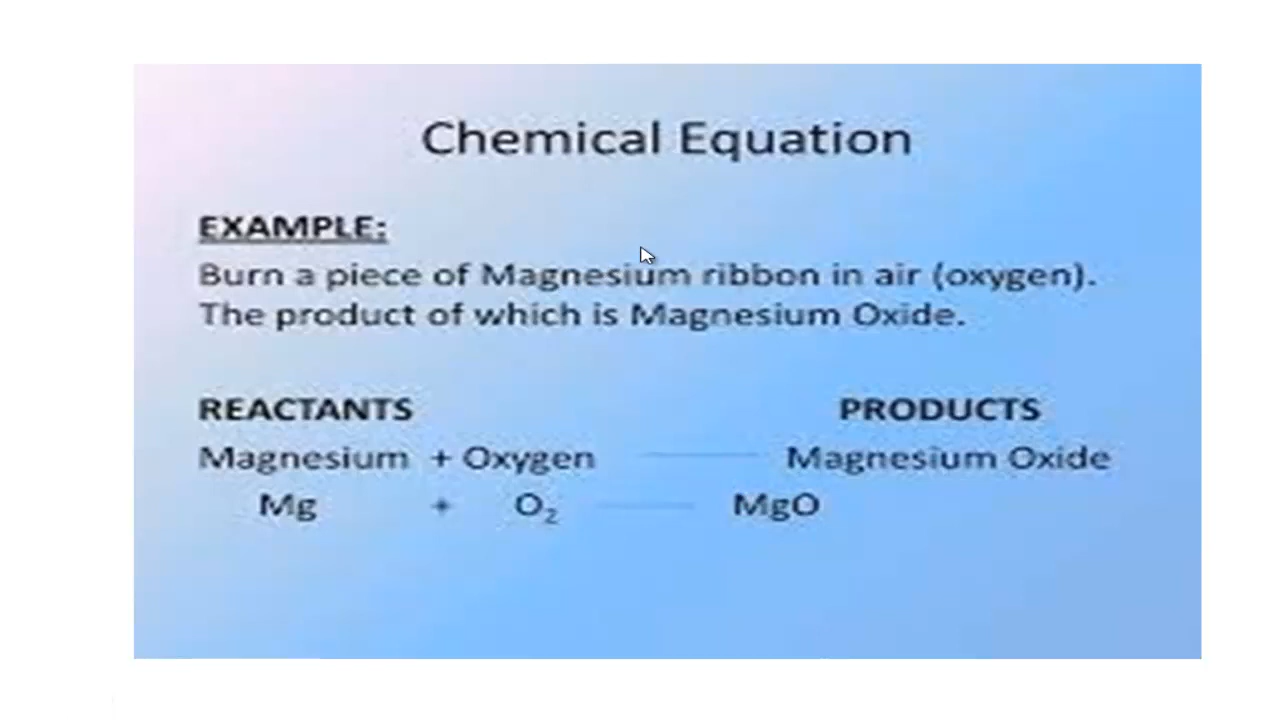 Chemical Equation
EXAMPLE:
Burn a piece of Magnesium ribbon in air (oxygen).
The product of which is Magnesium Oxide.
REACTANTS PRODUCTS
Magnesium + Oxygen Magnesium Oxide
Mg + O₂ MgO